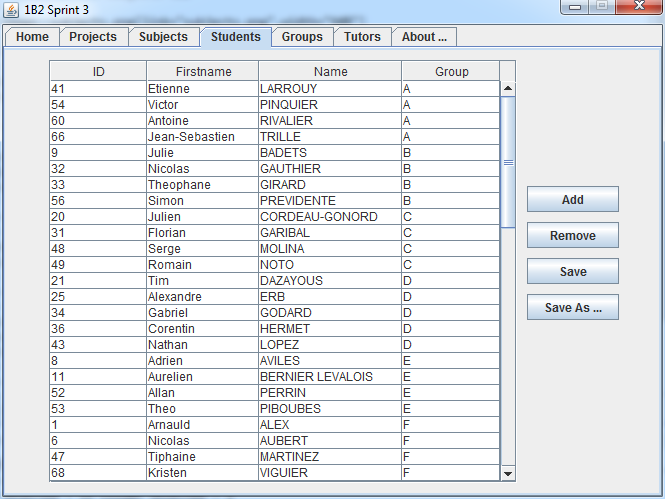 1B2 Sprint 3
Home Projects Subjects Students Groups Tutors About ...
ID Firstname Name Group
41 Etienne LARROUY A
54 Victor PINQUIER A
60 Antoine RIVALIER A
66 Jean-Sebastien TRILLE A
9 Julie BADETS B
32 Nicolas GAUTHIER B
33 Theophane GIRARD B
56 Simon PREVIDENTE B
20 Julien CORDEAU-GONORD C
31 Florian GARIBAL C
48 Serge MOLINA C
49 Romain NOTO C
21 Tim DAZAYOUS D
25 Alexandre ERB D
34 Gabriel GODARD D
36 Corentin HERMET D
43 Nathan LOPEZ D
8 Adrien AVILES E
11 Aurelien BERNIER LEVALOIS E
52 Allan PERRIN E
53 Theo PIBOUBES E
1 Arnauld ALEX F
6 Nicolas AUBERT F
47 Tiphaine MARTINEZ F
68 Kristen VIGUIER F
Add
Remove
Save
Save As ...